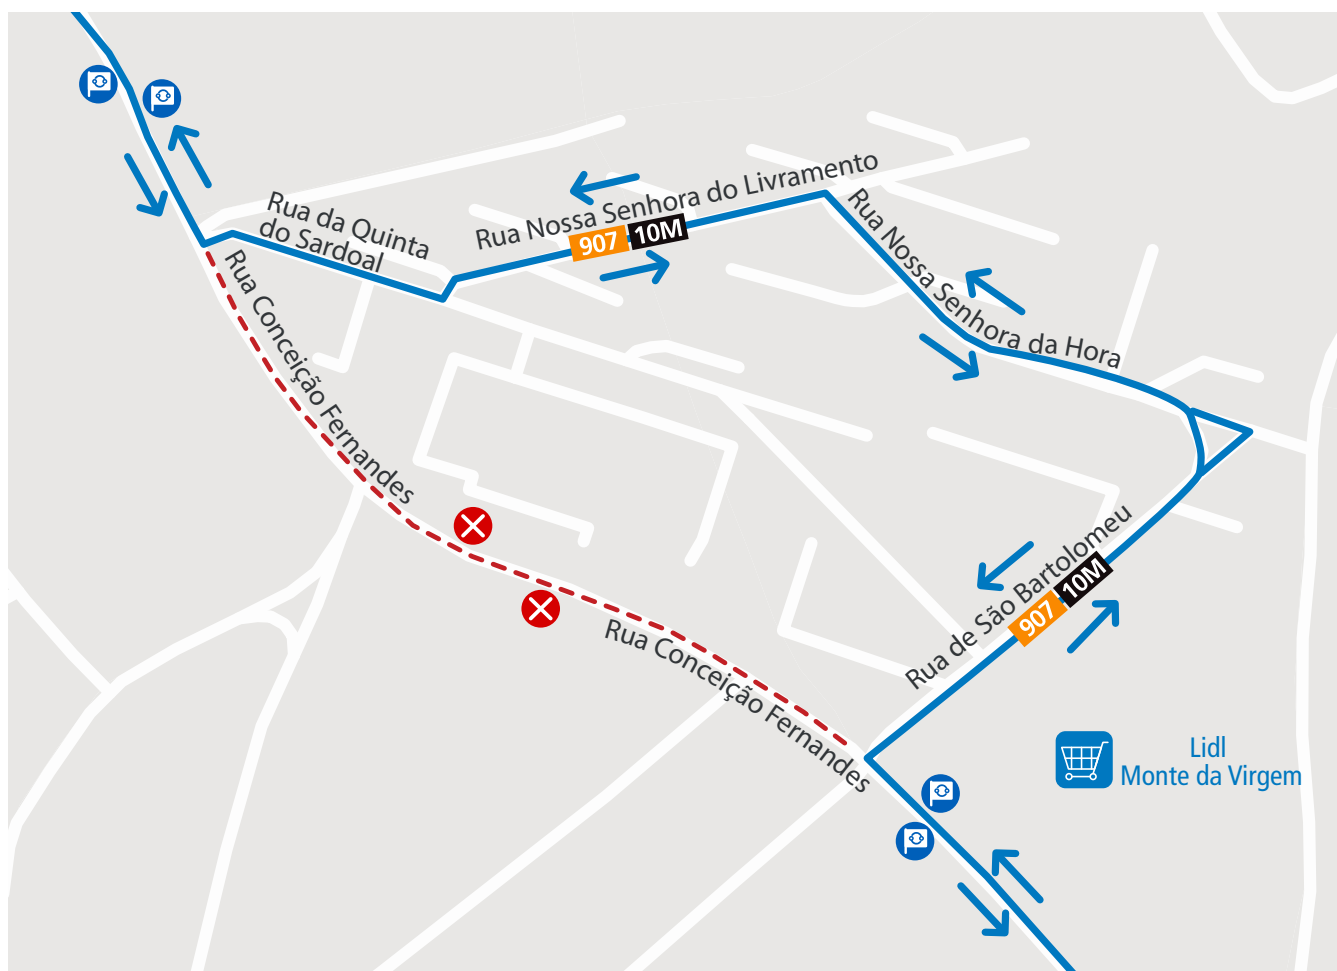 Rua da Quinta
do Sardoal
Rua Nossa Senhora do Livramento
907 10M
Rua Nossa Senhora da Hora
Rua Conceição Fernandes
Rua de São Bartolomeu
907 10M
Rua Conceição Fernandes
Lidl
Monte da Virgem